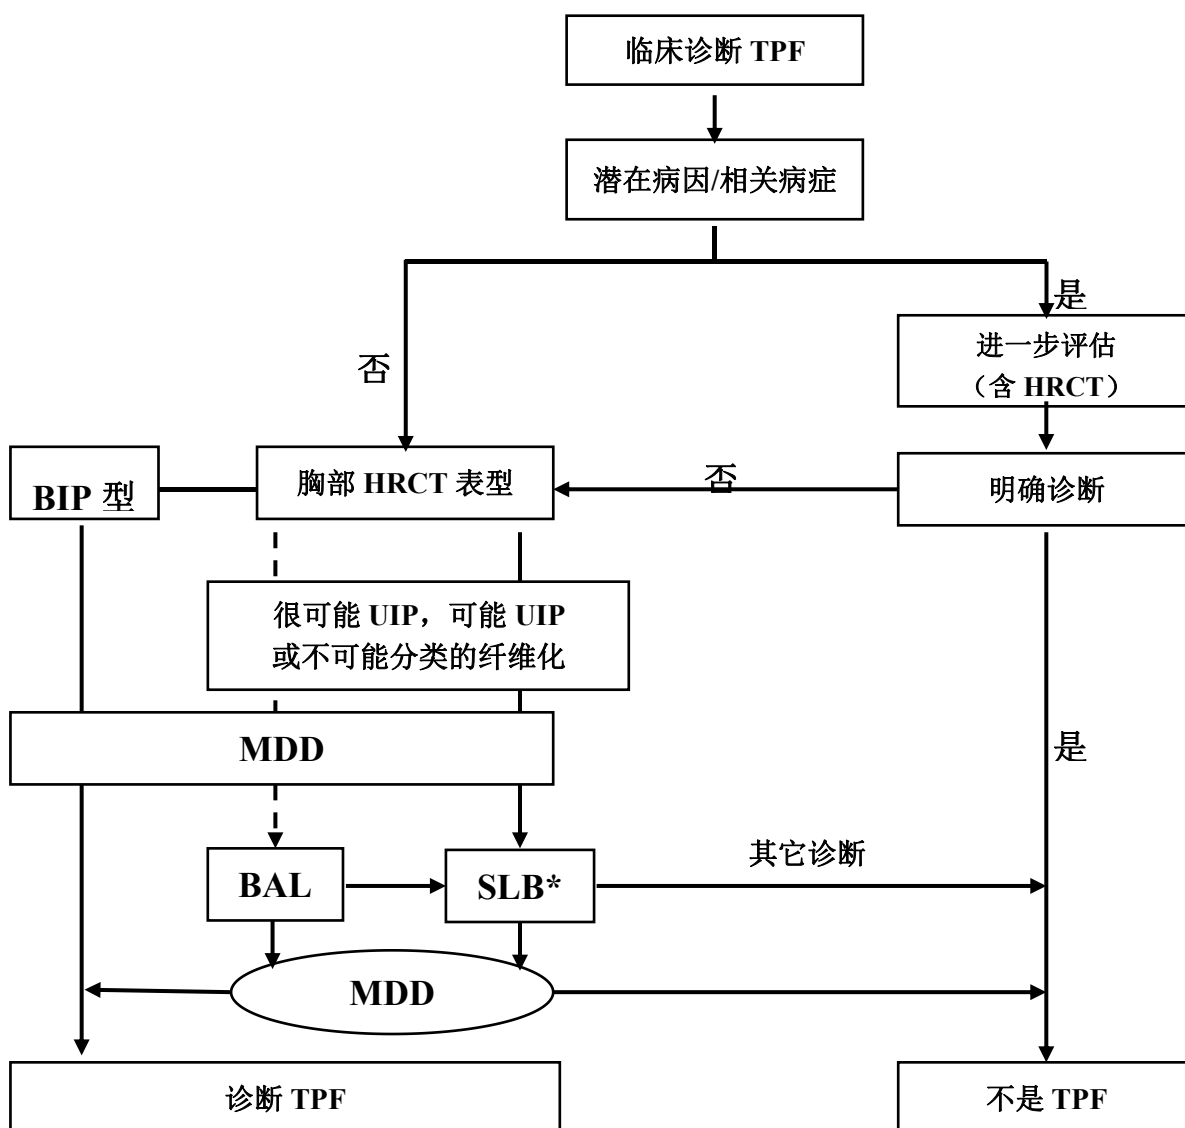 临床诊断 TPF
潜在病因/相关病症
是
进一步评估
（含 HRCT）
否
BIP 型
胸部 HRCT 表型
否
明确诊断
很可能 UIP，可能 UIP
或不可能分类的纤维化
MDD
是
其它诊断
BAL
SLB*
MDD
诊断 TPF
不是 TPF